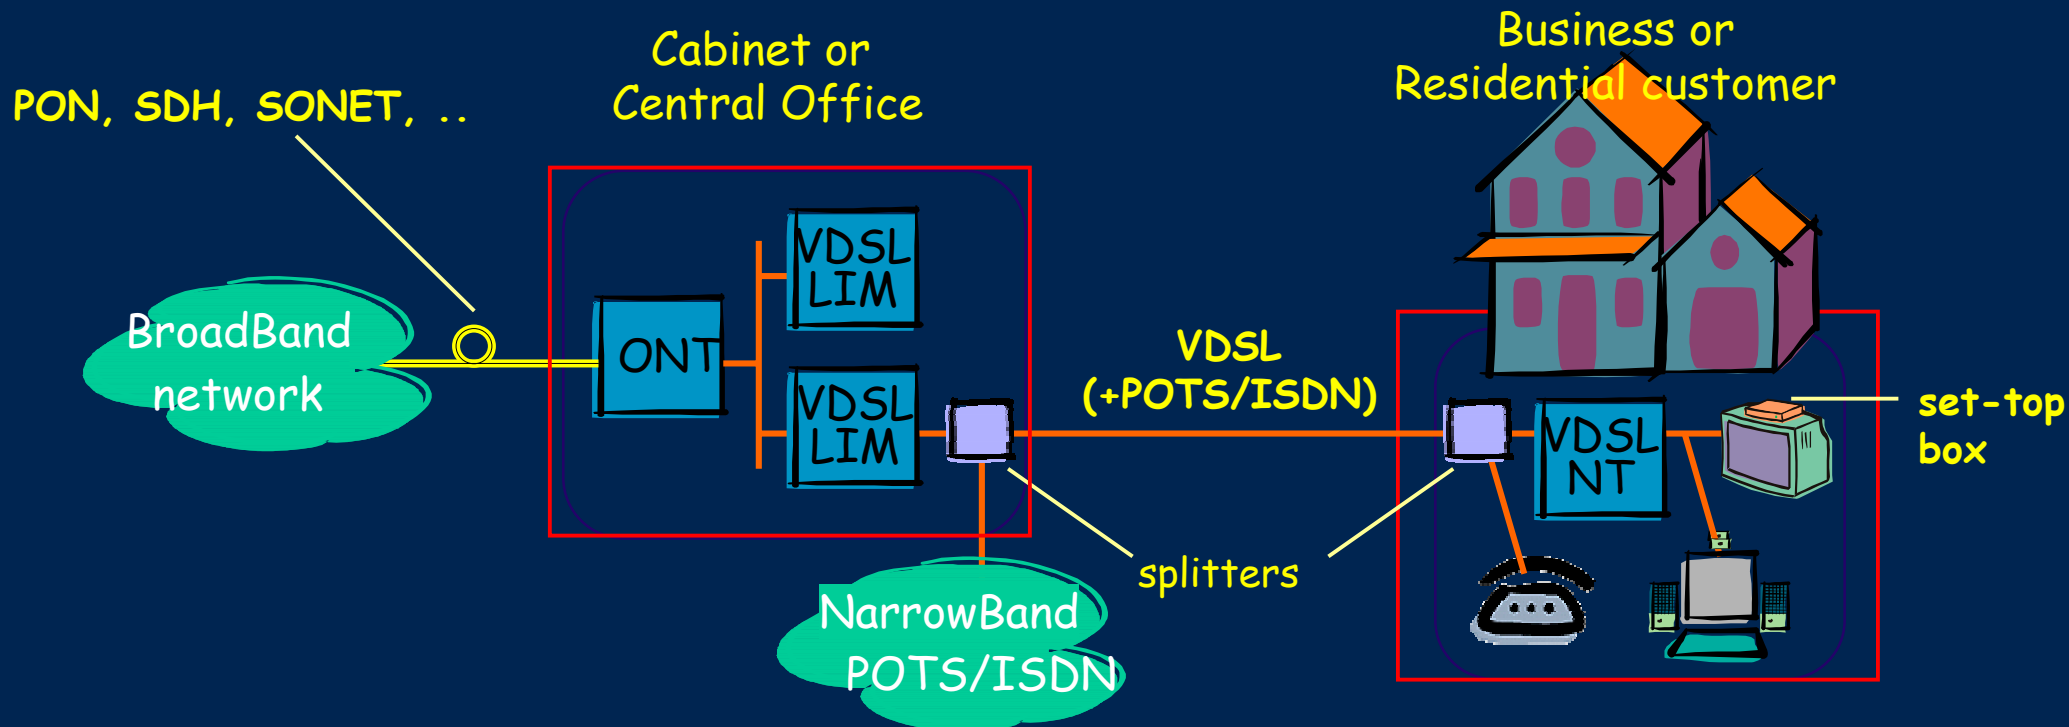 PON, SDH, SONET, ..
Cabinet or
Central Office
Business or
Residential customer
BroadBand
network
ONT
VDSL
LIM
VDSL
LIM
VDSL
(+POTS/ISDN)
VDSL
NT
set-top
box
splitters
NarrowBand
POTS/ISDN